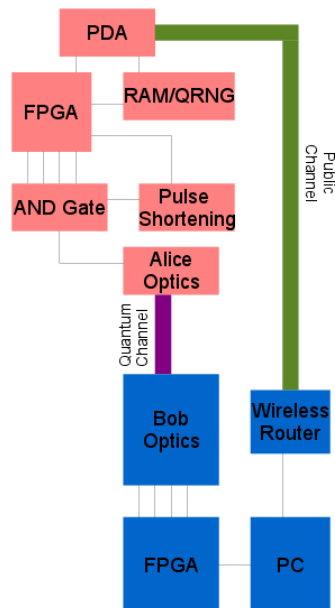 PDA
RAM/QRNG
FPGA
AND Gate
Pulse
Shortening
Public
Channel
Alice
Optics
Quantum
Channel
Bob
Optics
Wireless
Router
FPGA
PC